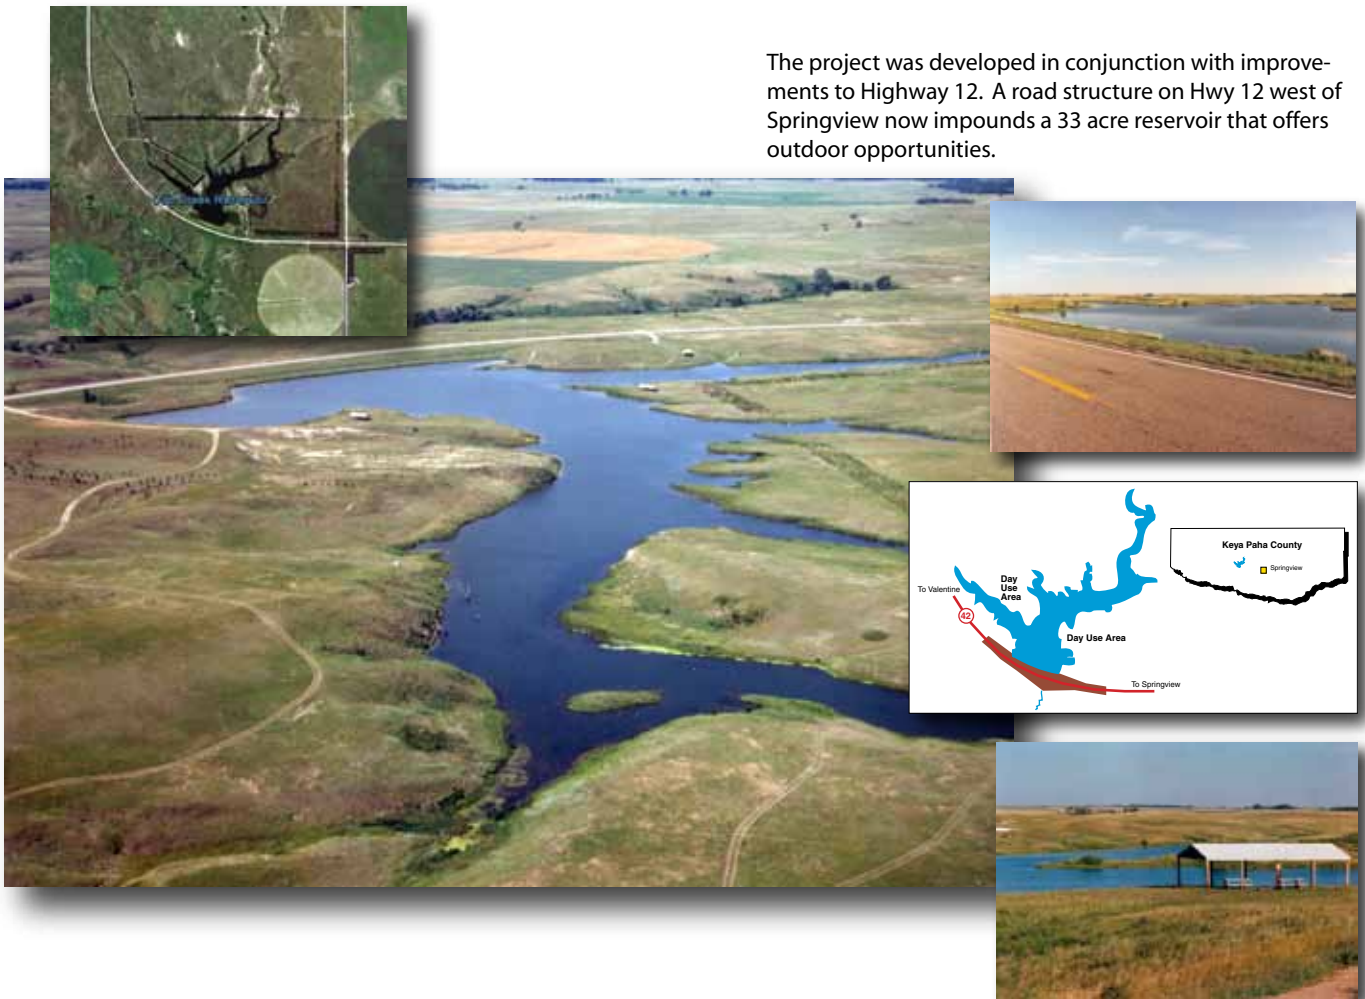 The project was developed in conjunction with improve-
ments to Highway 12.  A road structure on Hwy 12 west of
Springview now impounds a 33 acre reservoir that offers
outdoor opportunities.
Keya Paha County
Springview
Day
Use
Area
To Valentine
42
Day Use Area
To Springview